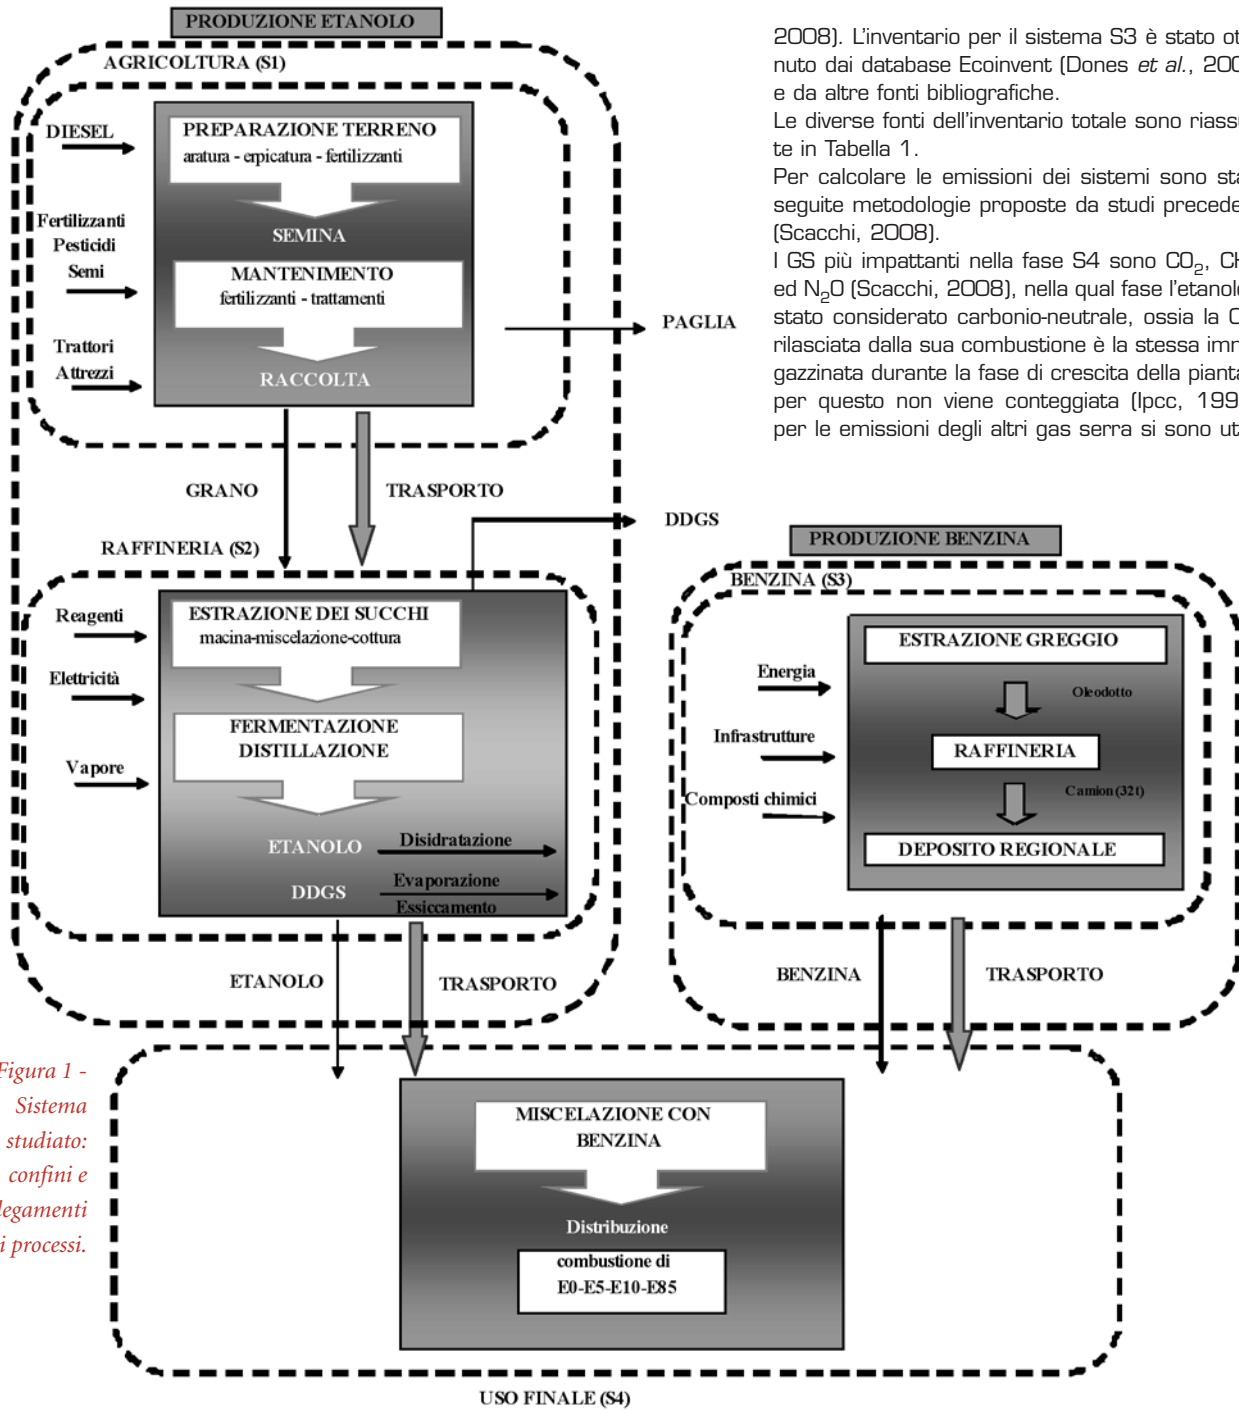 PRODUZIONE ETANOLO
AGRICOLTURA (S1)
DIESEL
PREPARAZIONE TERRENO
aratura - erpicatura - fertilizzanti
Fertilizzanti
Pesticidi
Semi
SEMINA
MANTENIMENTO
fertilizzanti - trattamenti
Trattori
Attrezzi
RACCOLTA
PAGLIA
GRANO
TRASPORTO
DDGS
RAFFINERIA (S2)
Reagenti
ESTRAZIONE DEI SUCCHI
macina-miscelazione-cottura
Elettricità
FERMENTAZIONE
DISTILLAZIONE
Vapore
ETANOLO
Disidratazione
DDGS
Evaporazione
Essiccamento
ETANOLO
TRASPORTO
2008). L'inventario per il sistema S3 è stato ot
nuto dai database Ecoinvent (Dones et al., 200
e da altre fonti bibliografiche.
Le diverse fonti dell'inventario totale sono riass
te in Tabella 1.
Per calcolare le emissioni dei sistemi sono sta
seguite metodologie proposte da studi precede
(Scacchi, 2008).
I GS più impattanti nella fase S4 sono CO2, CH
ed N2O (Scacchi, 2008), nella qual fase l'etanol
stato considerato carbonio-neutrale, ossia la C
rilasciata dalla sua combustione è la stessa imm
gazzinata durante la fase di crescita della pianta
per questo non viene conteggiata (Ipcc, 199
per le emissioni degli altri gas serra si sono ut
PRODUZIONE BENZINA
BENZINA (S3)
ESTRAZIONE GREGGIO
Energia
Oleodotto
Infrastrutture
RAFFINERIA
Composti chimici
Camion(32t)
DEPOSITO REGIONALE
BENZINA
TRASPORTO
Figura 1 -
Sistema
studiato:
confini e
legamenti
i processi.
MISCELAZIONE CON
BENZINA
Distribuzione
combustione di
E0-E5-E10-E85
USO FINALE (S4)